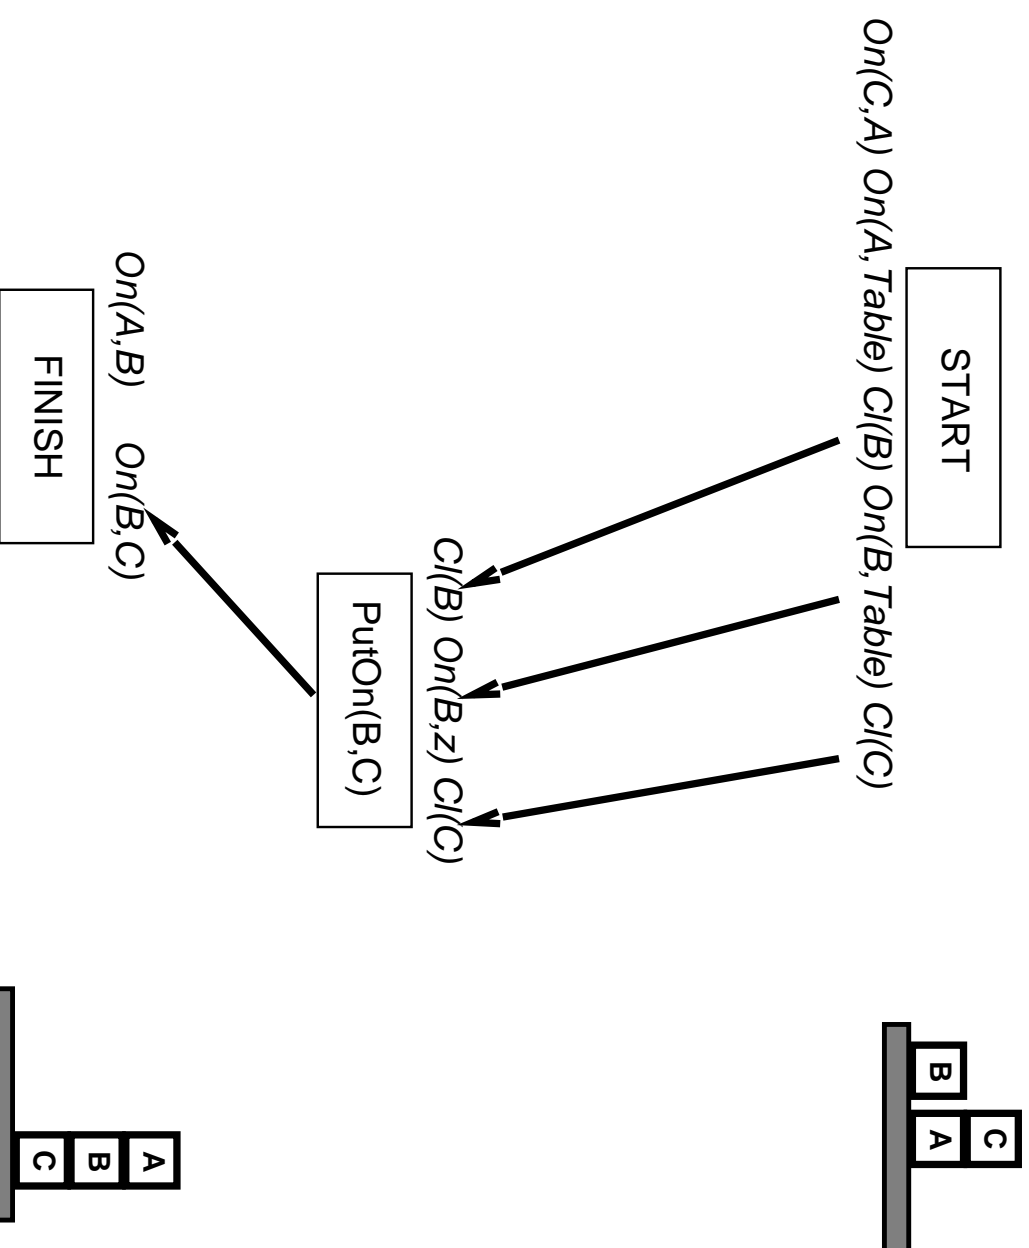 START
On(C,A) On(A,Table) Cl(B) On(B,Table) Cl(C)
C
B A
Cl(B) On(B,z) Cl(C)
PutOn(B,C)
On(A,B) On(B,C)
FINISH
A
B
C